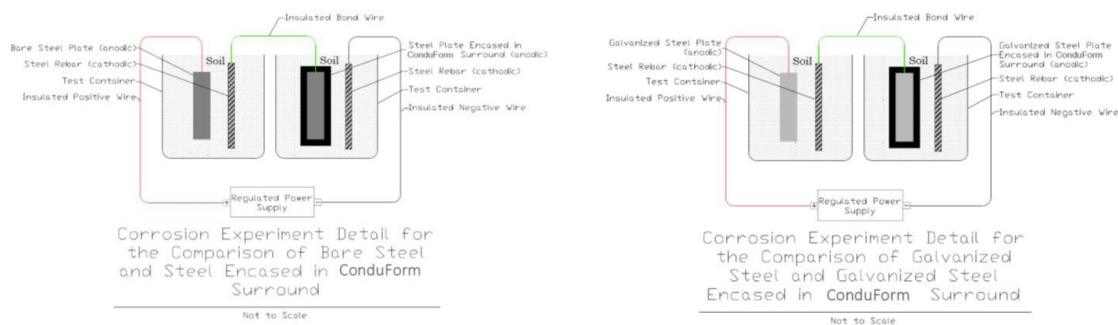 Insulated Bond Wire
Bare Steel Plate (anodic)
Steel Rebar (cathodic)
Test Container
Insulated Positive Wire
Soil
Soil
Steel Plate Encased in
ConduForm Surround (anodic)
Steel Rebar (cathodic)
Test Container
Insulated Negative Wire
+
Regulated Power
Supply
-
Corrosion Experiment Detail for
the Comparison of Bare Steel
and Steel Encased in ConduForm
Surround
Not to Scale
Insulated Bond Wire
Galvanized Steel Plate
(anodic)
Steel Rebar (cathodic)
Test Container
Insulated Positive Wire
Soil
Soil
Galvanized Steel Plate
Encased in ConduForm
Surround (anodic)
Steel Rebar (cathodic)
Test Container
Insulated Negative Wire
+
Regulated Power
Supply
-
Corrosion Experiment Detail for
the Comparison of Galvanized
Steel and Galvanized Steel
Encased in ConduForm Surround
Not to Scale